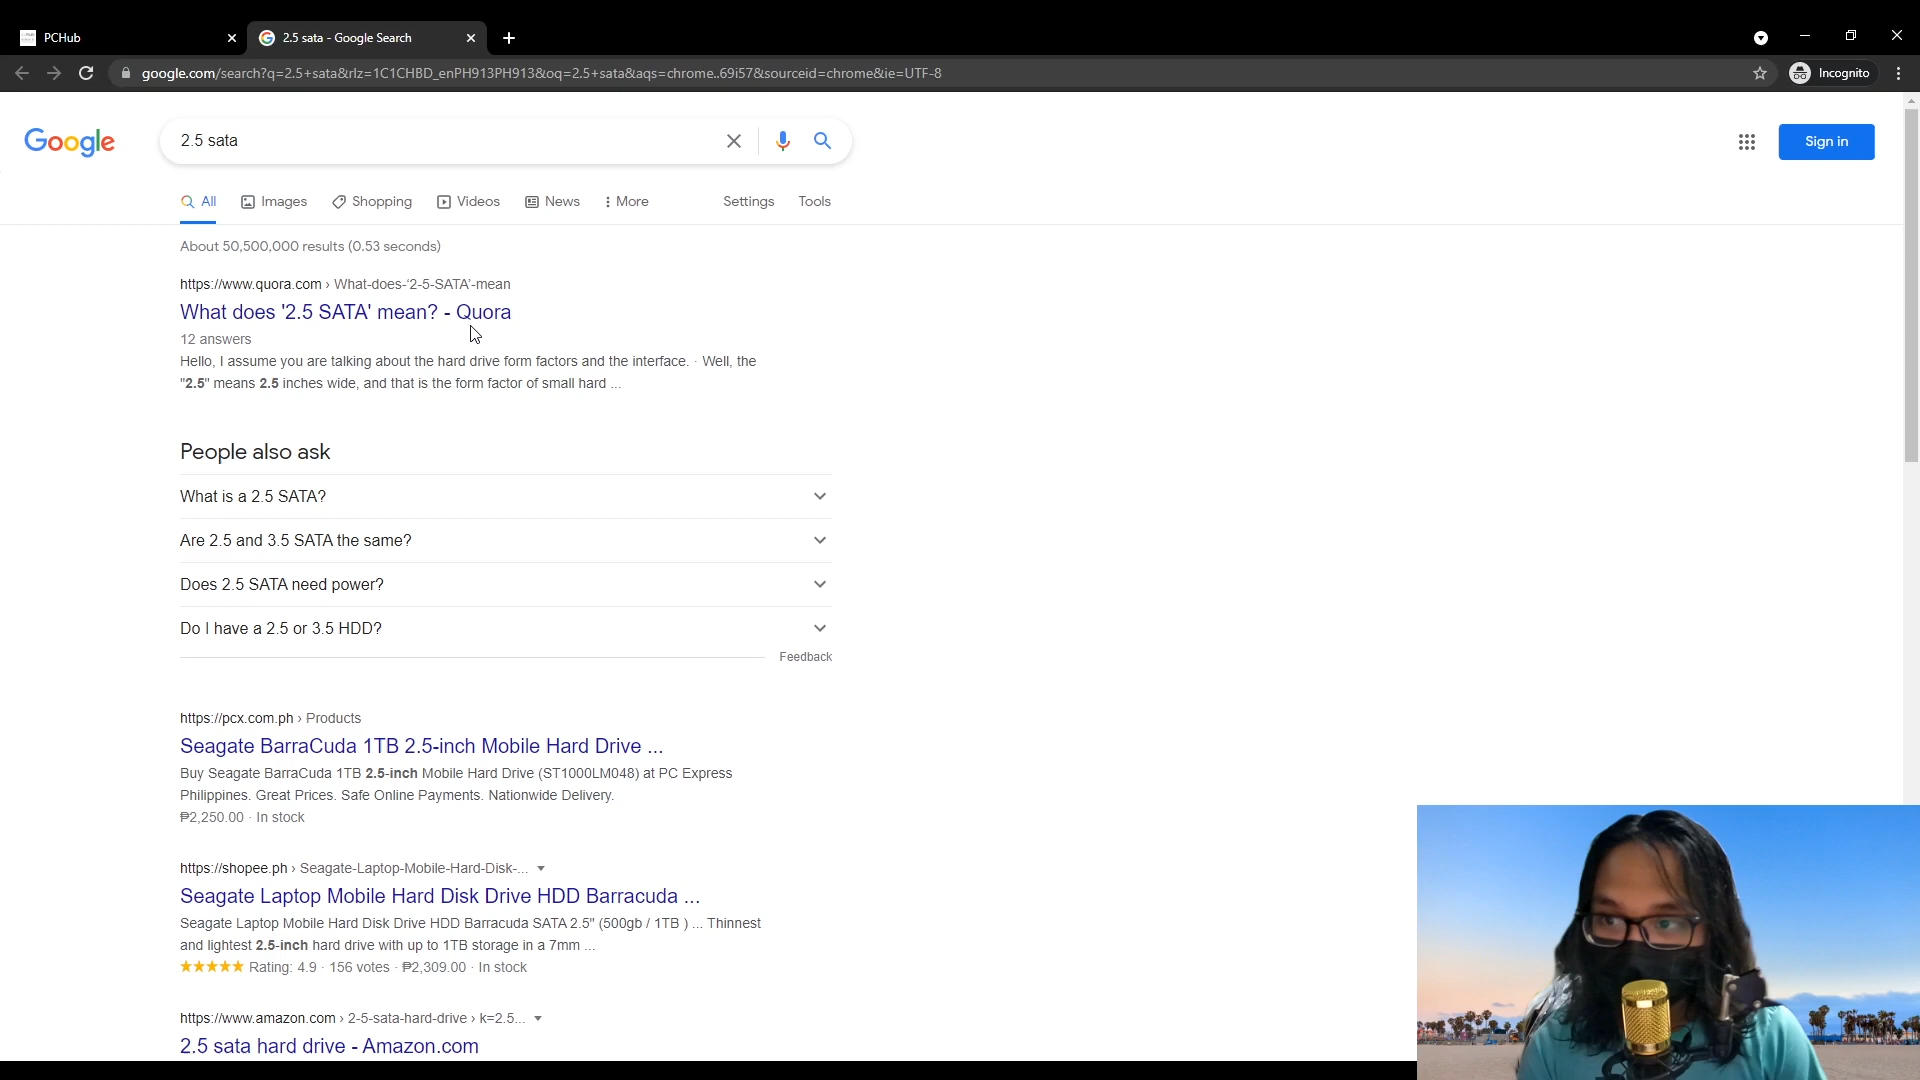 PCHub
2.5 sata - Google Search
google.com/search?q=2.5+sata&rlz=1C1CHBD_enPH913PH913&oq=2.5+sata&aqs=chrome..69i57&sourceid=chrome&ie=UTF-8
Incognito
Google
2.5 sata
Sign in
All Images Shopping Videos News More Settings Tools
About 50,500,000 results (0.53 seconds)
https://www.quora.com › What-does-'2-5-SATA'-mean
What does '2.5 SATA' mean? - Quora
12 answers
Hello, I assume you are talking about the hard drive form factors and the interface. · Well, the
"2.5" means 2.5 inches wide, and that is the form factor of small hard ...
People also ask
What is a 2.5 SATA?
Are 2.5 and 3.5 SATA the same?
Does 2.5 SATA need power?
Do I have a 2.5 or 3.5 HDD?
Feedback
https://pcx.com.ph › Products
Seagate BarraCuda 1TB 2.5-inch Mobile Hard Drive ...
Buy Seagate BarraCuda 1TB 2.5-inch Mobile Hard Drive (ST1000LM048) at PC Express
Philippines. Great Prices. Safe Online Payments. Nationwide Delivery.
₱2,250.00 · In stock
https://shopee.ph › Seagate-Laptop-Mobile-Hard-Disk-...
Seagate Laptop Mobile Hard Disk Drive HDD Barracuda ...
Seagate Laptop Mobile Hard Disk Drive HDD Barracuda SATA 2.5" (500gb / 1TB ) ... Thinnest
and lightest 2.5-inch hard drive with up to 1TB storage in a 7mm ...
Rating: 4.9 · 156 votes · ₱2,309.00 · In stock
https://www.amazon.com › 2-5-sata-hard-drive › k=2.5...
2.5 sata hard drive - Amazon.com